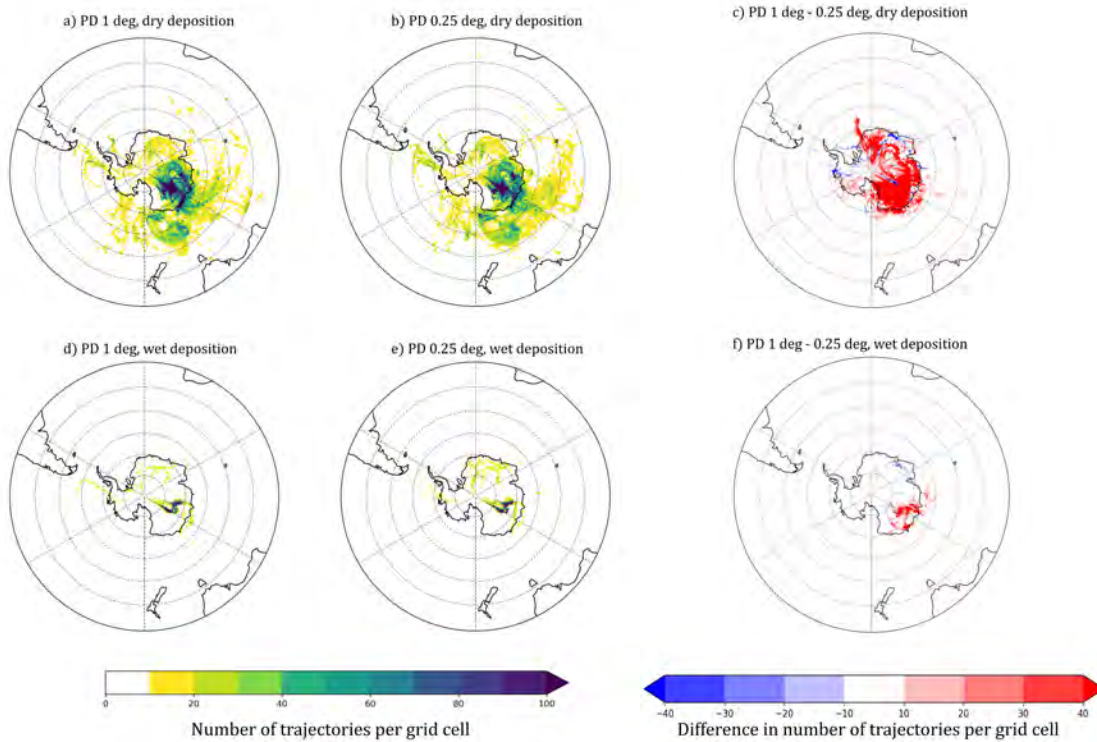 a) PD 1 deg, dry deposition
b) PD 0.25 deg, dry deposition
c) PD 1 deg - 0.25 deg, dry deposition
d) PD 1 deg, wet deposition
e) PD 0.25 deg, wet deposition
f) PD 1 deg - 0.25 deg, wet deposition
0 20 40 60 80 100
Number of trajectories per grid cell
−40 −30 −20 −10 10 20 30 40
Difference in number of trajectories per grid cell